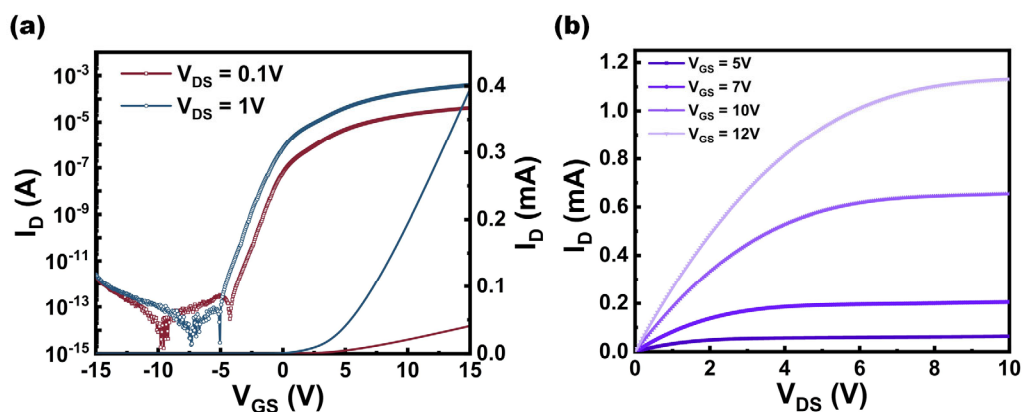 (a)
V_DS = 0.1V
V_DS = 1V
I_D (A)
10^-3
10^-5
10^-7
10^-9
10^-11
10^-13
10^-15
0.4
0.3
0.2
0.1
0.0
I_D (mA)
-15 -10 -5 0 5 10 15
V_GS (V)
(b)
V_GS = 5V
V_GS = 7V
V_GS = 10V
V_GS = 12V
I_D (mA)
1.2
1.0
0.8
0.6
0.4
0.2
0.0
0 2 4 6 8 10
V_DS (V)